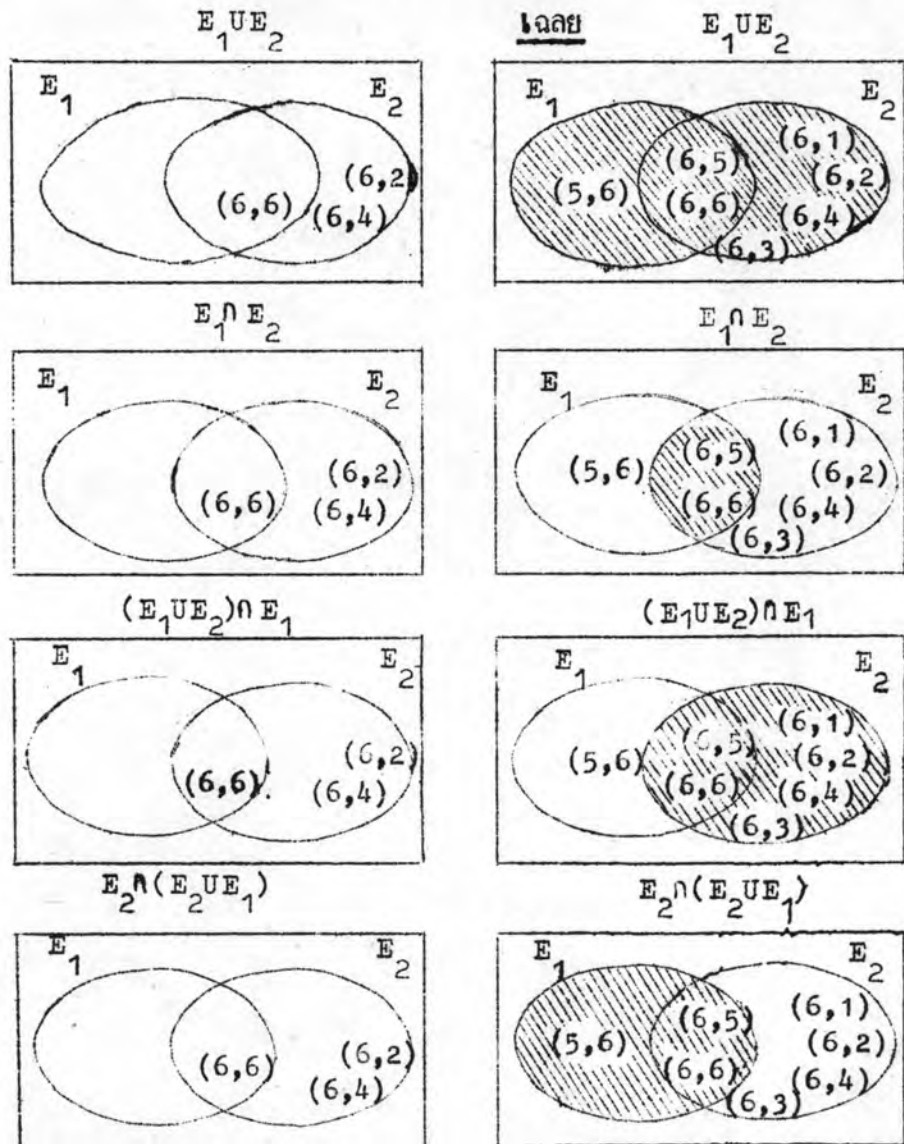 E₁UE₂
เฉลย E₁UE₂
E₁ E₂
(6,2)
(6,6) (6,4)
E₁ E₂
(6,1)
(6,5)
(5,6) (6,2)
(6,6) (6,4)
(6,3)
E₁∩E₂
E₁∩E₂
E₁ E₂
(6,2)
(6,6) (6,4)
E₁ E₂
(6,1)
(6,5)
(5,6) (6,2)
(6,6) (6,4)
(6,3)
(E₁UE₂)∩E₁
(E₁UE₂)∩E₁
E₁ E₂
(6,2)
(6,6) (6,4)
E₁ E₂
(6,1)
(6,5)
(5,6) (6,2)
(6,6) (6,4)
(6,3)
E₂∩(E₂UE₁)
E₂∩(E₂UE₁)
E₁ E₂
(6,6) (6,2)
(6,4)
E₁ E₂
(6,1)
(6,5)
(5,6) (6,2)
(6,6) (6,4)
(6,3)